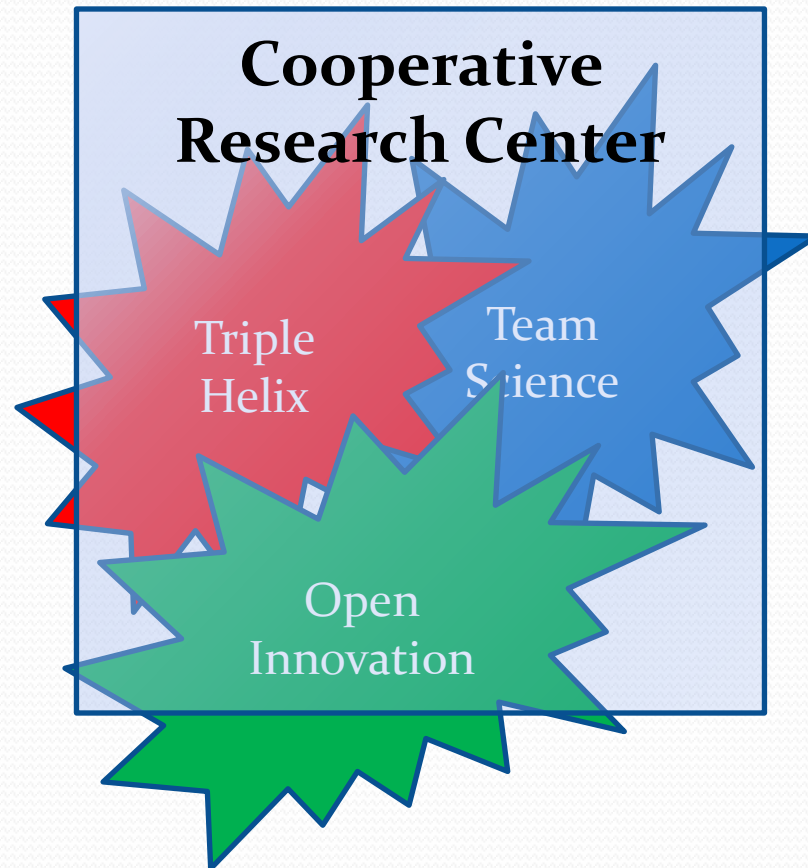 Cooperative
Research Center
Triple
Helix
Team
Science
Open
Innovation